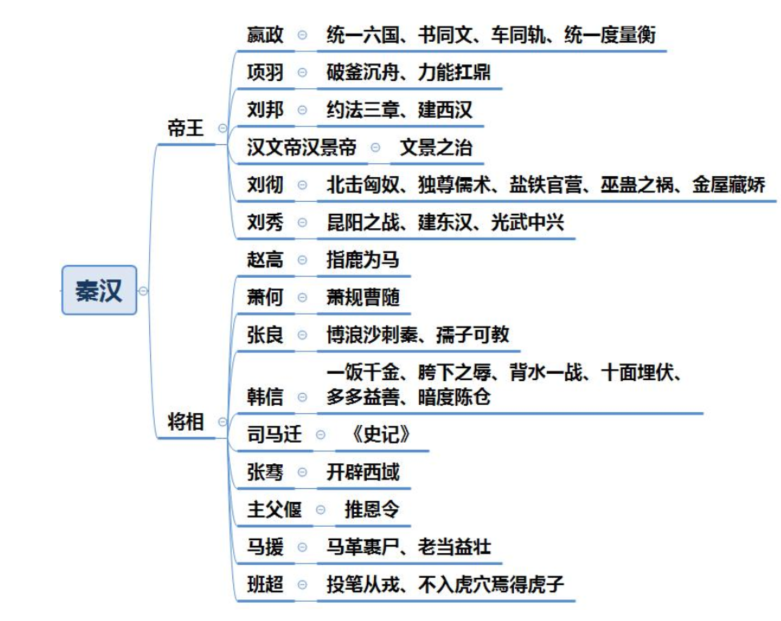 秦汉
帝王
嬴政
统一六国、书同文、车同轨、统一度量衡
项羽
破釜沉舟、力能扛鼎
刘邦
约法三章、建西汉
汉文帝汉景帝
文景之治
刘彻
北击匈奴、独尊儒术、盐铁官营、巫蛊之祸、金屋藏娇
刘秀
昆阳之战、建东汉、光武中兴
将相
赵高
指鹿为马
萧何
萧规曹随
张良
博浪沙刺秦、孺子可教
韩信
一饭千金、胯下之辱、背水一战、十面埋伏、
多多益善、暗度陈仓
司马迁
《史记》
张骞
开辟西域
主父偃
推恩令
马援
马革裹尸、老当益壮
班超
投笔从戎、不入虎穴焉得虎子